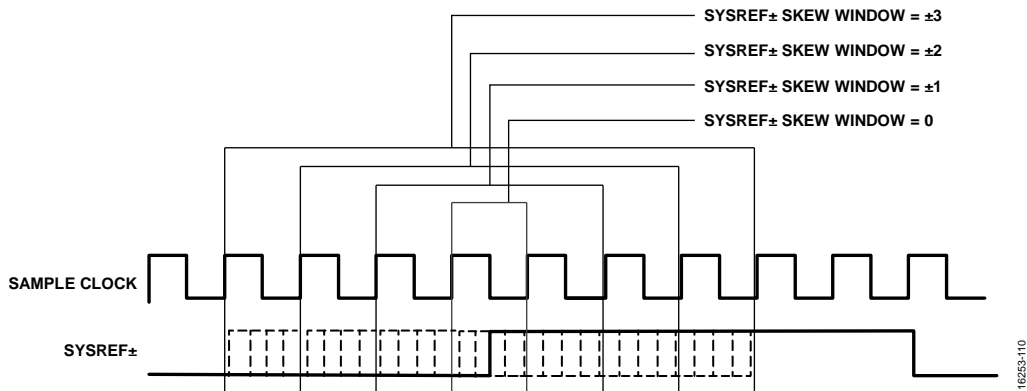 SYSREF± SKEW WINDOW = ±3
SYSREF± SKEW WINDOW = ±2
SYSREF± SKEW WINDOW = ±1
SYSREF± SKEW WINDOW = 0
SAMPLE CLOCK
SYSREF±
16253-110